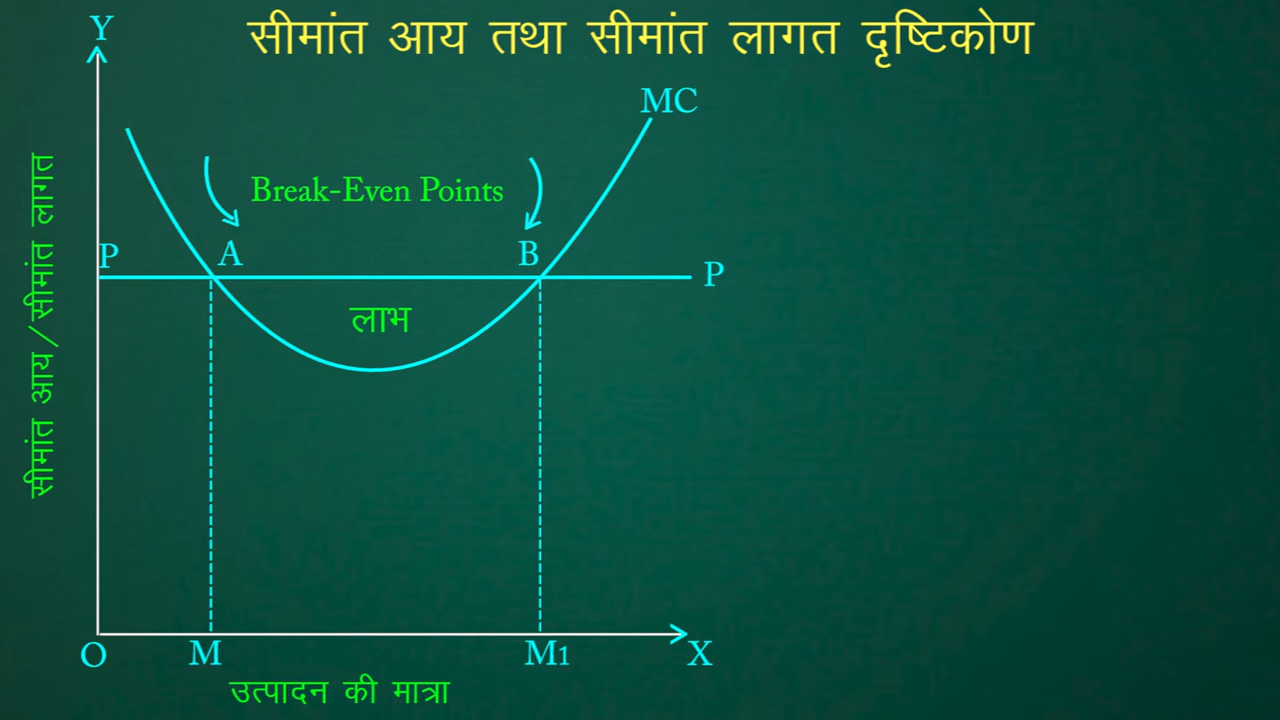 सीमांत आय तथा सीमांत लागत दृष्टिकोण
Y
MC
Break-Even Points
P
A
B
P
लाभ
सीमांत आय/सीमांत लागत
O
M
M1
X
उत्पादन की मात्रा